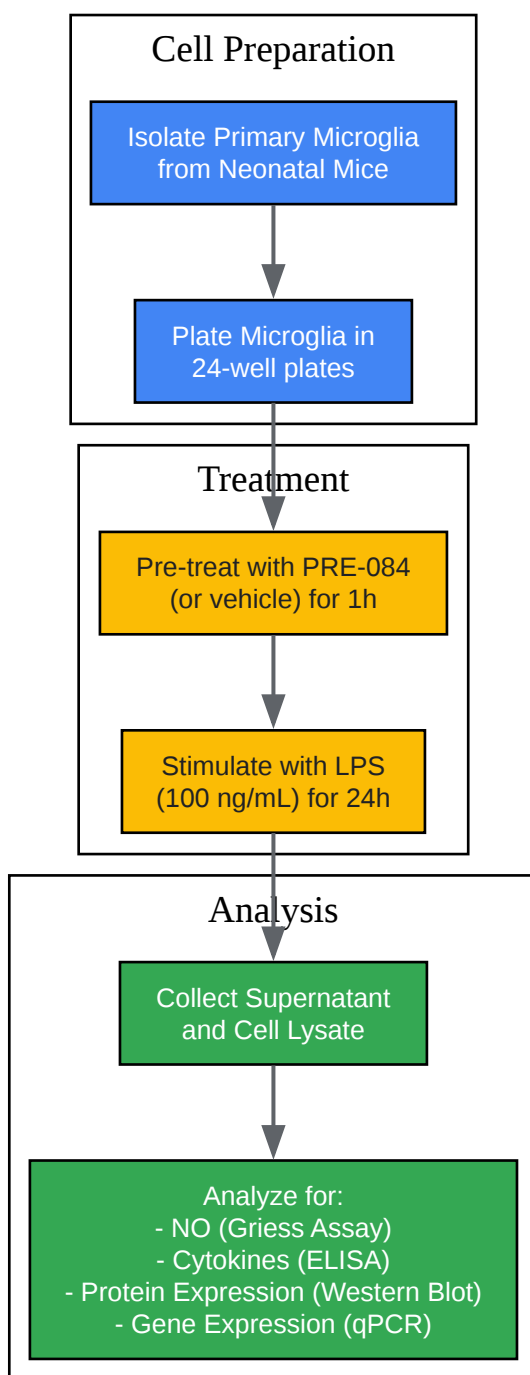 Cell Preparation
Isolate Primary Microglia
from Neonatal Mice
Plate Microglia in
24-well plates
Treatment
Pre-treat with PRE-084
(or vehicle) for 1h
Stimulate with LPS
(100 ng/mL) for 24h
Analysis
Collect Supernatant
and Cell Lysate
Analyze for:
- NO (Griess Assay)
- Cytokines (ELISA)
- Protein Expression (Western Blot)
- Gene Expression (qPCR)